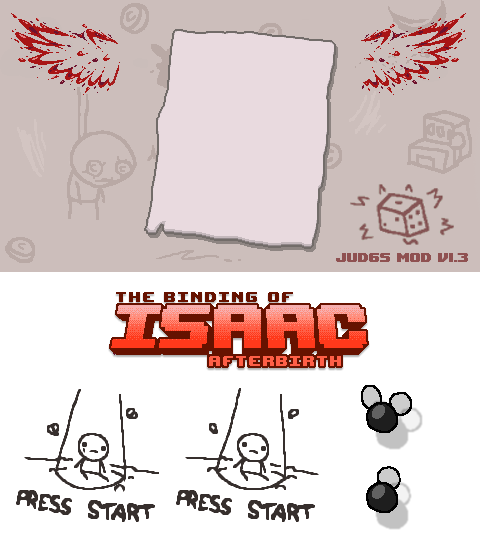 JUD6S MOD V1.3
THE BINDING OF
ISAAC
AFTERBIRTH
PRESS START
PRESS START